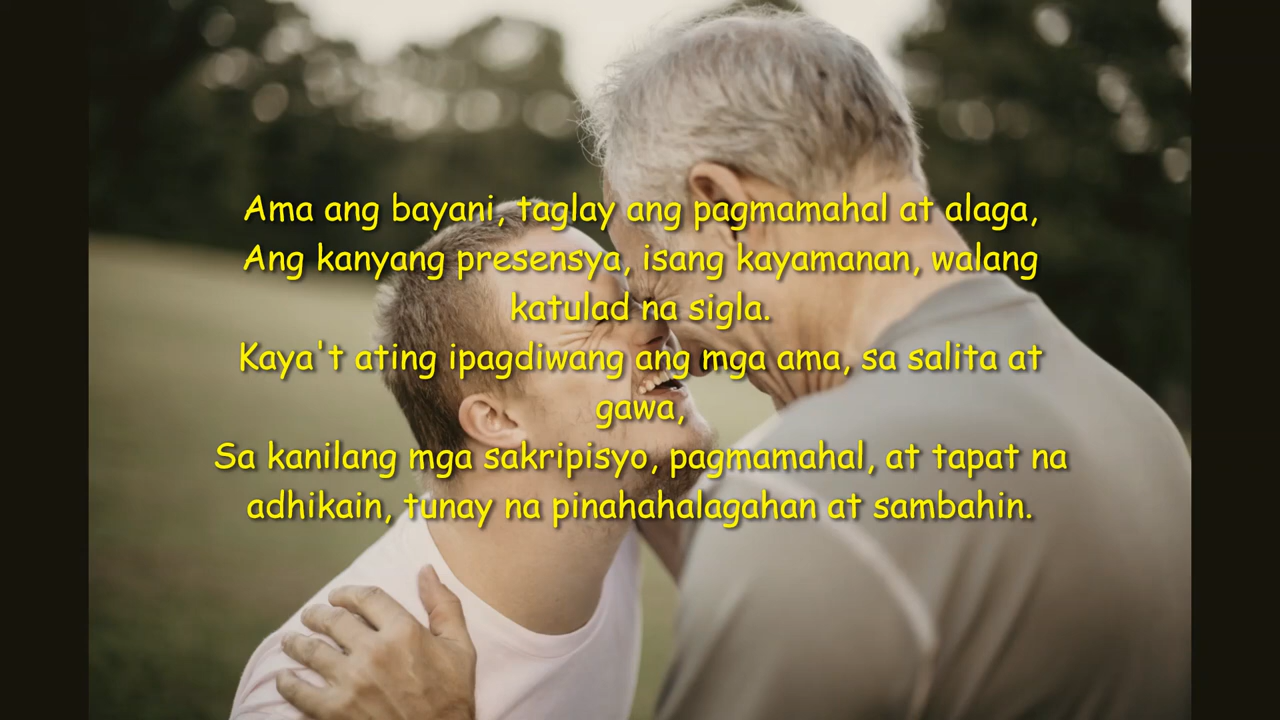 Ama ang bayani, taglay ang pagmamahal at alaga,
Ang kanyang presensya, isang kayamanan, walang
katulad na sigla.
Kaya't ating ipagdiwang ang mga ama, sa salita at
gawa,
Sa kanilang mga sakripisyo, pagmamahal, at tapat na
adhikain, tunay na pinahahalagahan at sambahin.